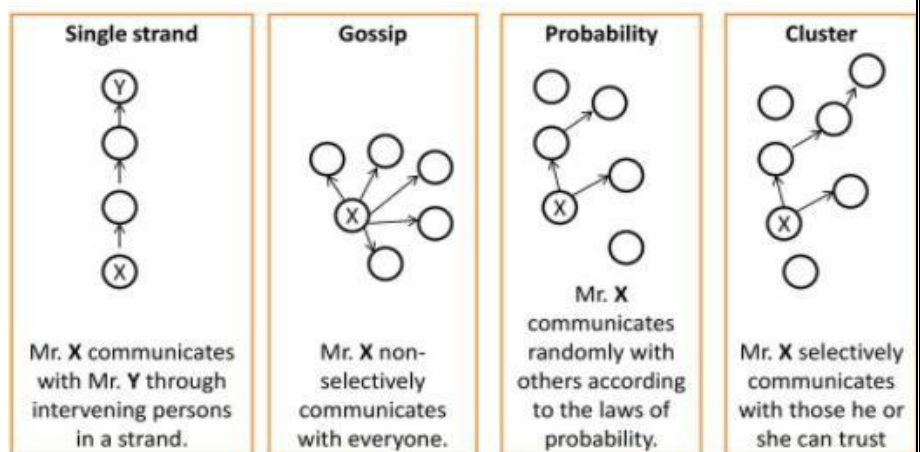 Single strand
Y
X
Mr. X communicates
with Mr. Y through
intervening persons
in a strand.
Gossip
X
Mr. X non-
selectively
communicates
with everyone.
Probability
X
Mr. X
communicates
randomly with
others according
to the laws of
probability.
Cluster
X
Mr. X selectively
communicates
with those he or
she can trust